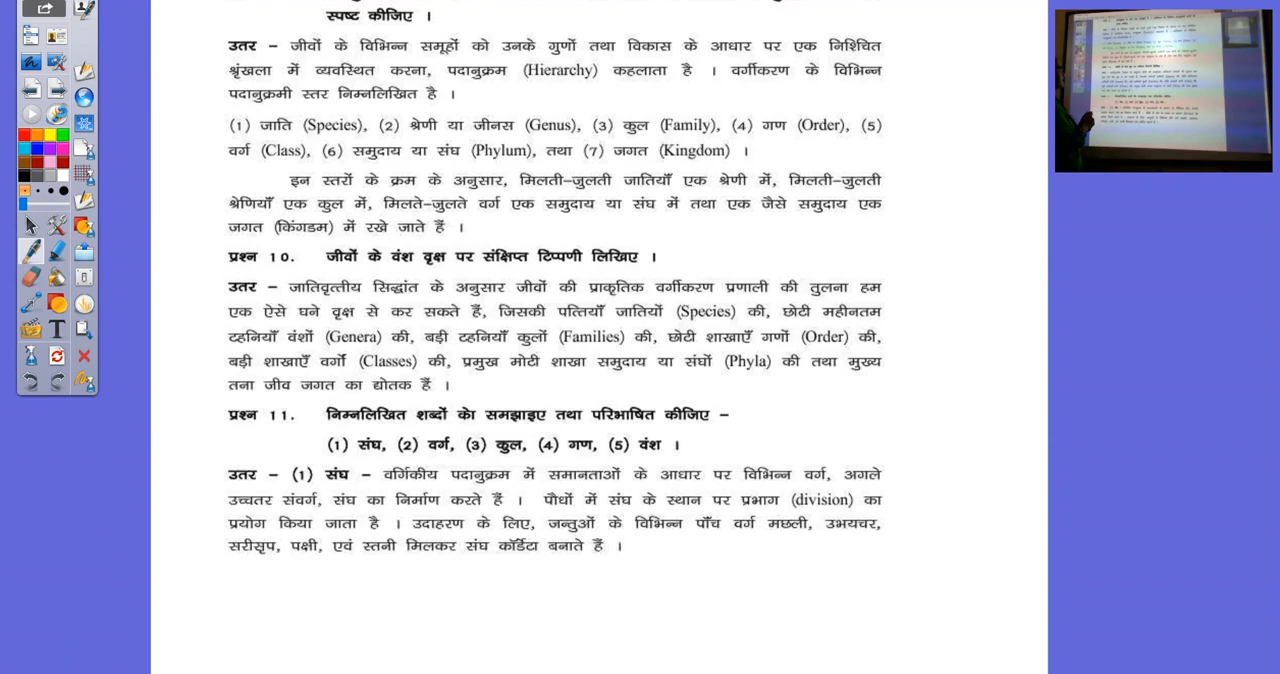 स्पष्ट कीजिए ।
उतर – जीवों के विभिन्न समूहों को उनके गुणों तथा विकास के आधार पर एक निशिचत
श्रृंखला में व्यवस्थित करना, पदानुक्रम (Hierarchy) कहलाता है । वर्गीकरण के विभिन्न
पदानुक्रमी स्तर निम्नलिखित है ।
(1) जाति (Species), (2) श्रेणी या जीनस (Genus), (3) कुल (Family), (4) गण (Order), (5)
वर्ग (Class), (6) समुदाय या संघ (Phylum), तथा (7) जगत (Kingdom) ।
इन स्तरों के क्रम के अनुसार, मिलती–जुलती जातियाँ एक श्रेणी में, मिलती–जुलती
श्रेणियाँ एक कुल में, मिलते–जुलते वर्ग एक समुदाय या संघ में तथा एक जैसे समुदाय एक
जगत (किंगडम) में रखे जाते हैं ।
प्रश्न 10. जीवों के वंश वृक्ष पर संक्षिप्त टिप्पणी लिखिए ।
उतर – जातिवृत्तीय सिद्धांत के अनुसार जीवों की प्राकृतिक वर्गीकरण प्रणाली की तुलना हम
एक ऐसे घने वृक्ष से कर सकते हैं, जिसकी पत्तियाँ जातियों (Species) की, छोटी महीनतम
टहनियाँ वंशों (Genera) की, बड़ी टहनियाँ कुलों (Families) की, छोटी शाखाएँ गणों (Order) की,
बड़ी शाखाएँ वर्गों (Classes) की, प्रमुख मोटी शाखा समुदाय या संघों (Phyla) की तथा मुख्य
तना जीव जगत का द्योतक हैं ।
प्रश्न 11. निम्नलिखित शब्दों केा समझाइए तथा परिभाषित कीजिए –
(1) संघ, (2) वर्ग, (3) कुल, (4) गण, (5) वंश ।
उतर – (1) संघ – वर्गिकीय पदानुक्रम में समानताओं के आधार पर विभिन्न वर्ग, अगले
उच्चतर संवर्ग, संघ का निर्माण करते हैं । पौधों में संघ के स्थान पर प्रभाग (division) का
प्रयोग किया जाता है । उदाहरण के लिए, जन्तुओं के विभिन्न पाँच वर्ग मछली, उभयचर,
सरीसृप, पक्षी, एवं स्तनी मिलकर संघ कॉर्डेटा बनाते हैं ।